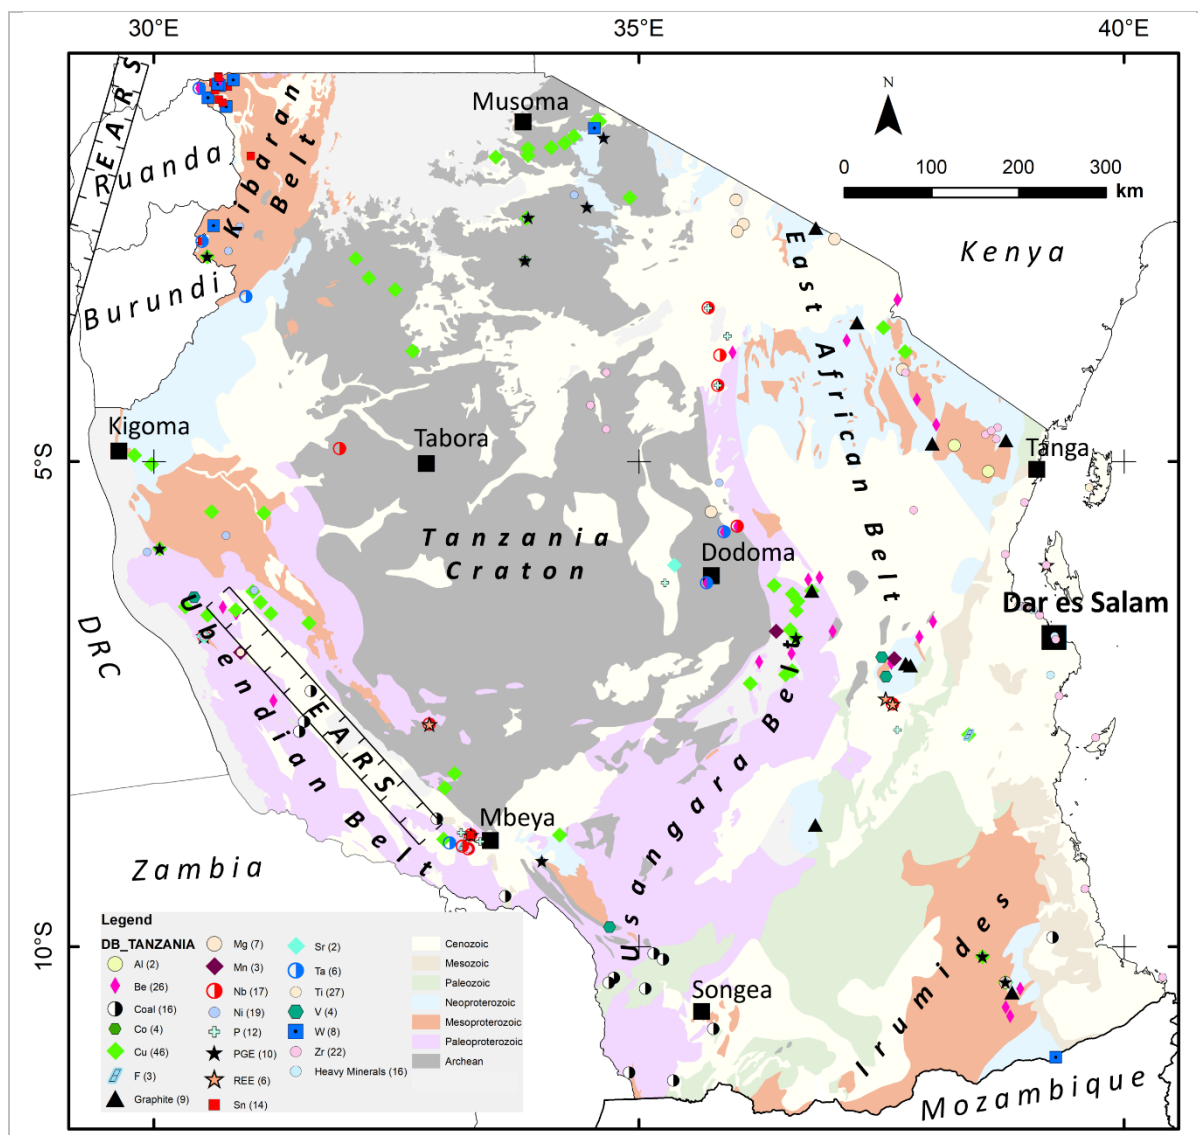 30°E
35°E
40°E
EARS
Ruanda
Kibaran
Belt
Burundi
Musoma
N
0
100
200
300
km
Kenya
East African Belt
5°S
Kigoma
Tabora
Tanga
Tanzania
Craton
Dodoma
Dar es Salam
DRC
Ubendian Belt
EARS
Usangara Belt
Mbeya
Zambia
10°S
Songea
Irumides
Mozambique
Legend
DB_TANZANIA
Al (2)
Be (26)
Coal (16)
Co (4)
Cu (46)
F (3)
Graphite (9)
Mg (7)
Mn (3)
Nb (17)
Ni (19)
P (12)
PGE (10)
REE (6)
Sn (14)
Sr (2)
Ta (6)
Ti (27)
V (4)
W (8)
Zr (22)
Heavy Minerals (16)
Cenozoic
Mesozoic
Paleozoic
Neoproterozoic
Mesoproterozoic
Paleoproterozoic
Archean